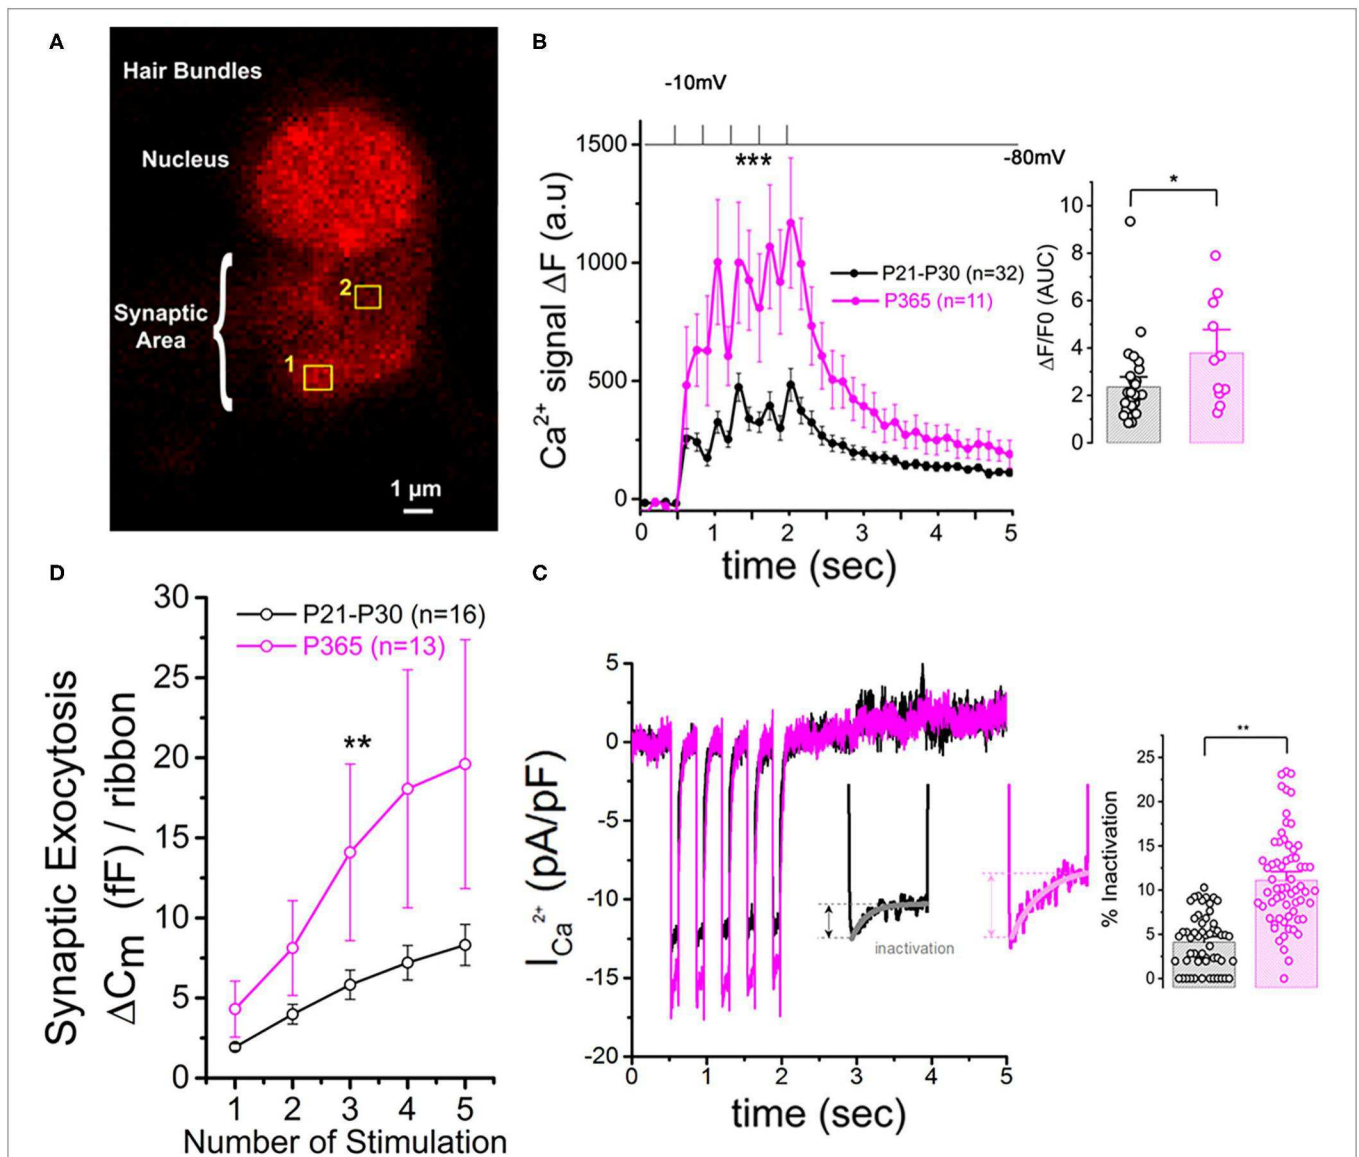 A
Hair Bundles
Nucleus
Synaptic
Area
2
1
1 µm
B
-10mV
-80mV
***
1500
1000
500
0
Ca²⁺ signal ΔF (a.u)
P21-P30 (n=32)
P365 (n=11)
0 1 2 3 4 5
time (sec)
*
10
8
6
4
2
0
ΔF/F0 (AUC)
D
30
25
20
15
10
5
0
Synaptic Exocytosis
ΔCm (fF) / ribbon
P21-P30 (n=16)
P365 (n=13)
**
1 2 3 4 5
Number of Stimulation
C
5
0
-5
-10
-15
-20
I Ca²⁺ (pA/pF)
inactivation
0 1 2 3 4 5
time (sec)
**
25
20
15
10
5
0
% Inactivation